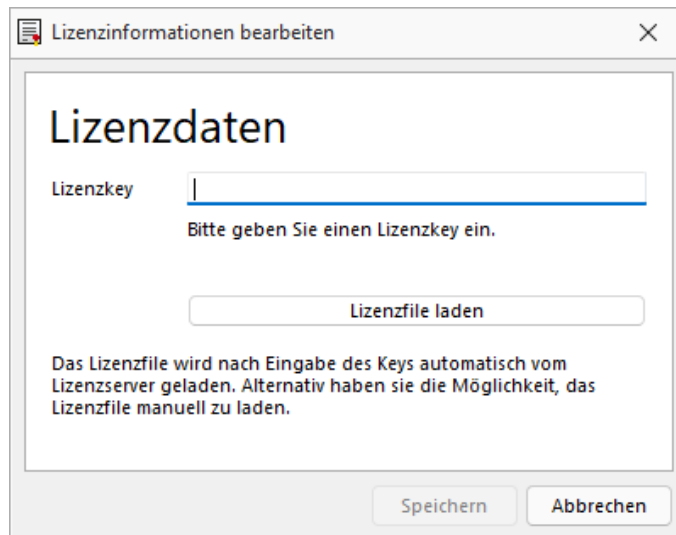 Lizenzinformationen bearbeiten
Lizenzdaten
Lizenzkey
Bitte geben Sie einen Lizenzkey ein.
Lizenzfile laden
Das Lizenzfile wird nach Eingabe des Keys automatisch vom
Lizenzserver geladen. Alternativ haben sie die Möglichkeit, das
Lizenzfile manuell zu laden.
Speichern
Abbrechen